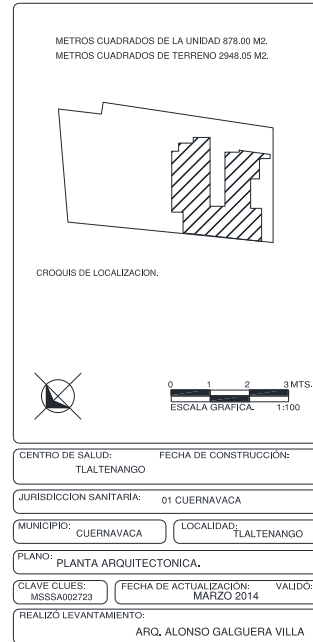 METROS CUADRADOS DE LA UNIDAD 878.00 M2.
METROS CUADRADOS DE TERRENO 2948.05 M2.
CROQUIS DE LOCALIZACION.
0 1 2 3 MTS.
ESCALA GRAFICA. 1:100
CENTRO DE SALUD: FECHA DE CONSTRUCCIÓN:
TLALTENANGO
JURISDICCION SANITARIA: 01 CUERNAVACA
MUNICIPIO: CUERNAVACA
LOCALIDAD: TLALTENANGO
PLANO: PLANTA ARQUITECTONICA.
CLAVE CLUES: MSSSA002723
FECHA DE ACTUALIZACIÓN: VALIDÓ:
MARZO 2014
REALIZÓ LEVANTAMIENTO:
ARQ. ALONSO GALGUERA VILLA